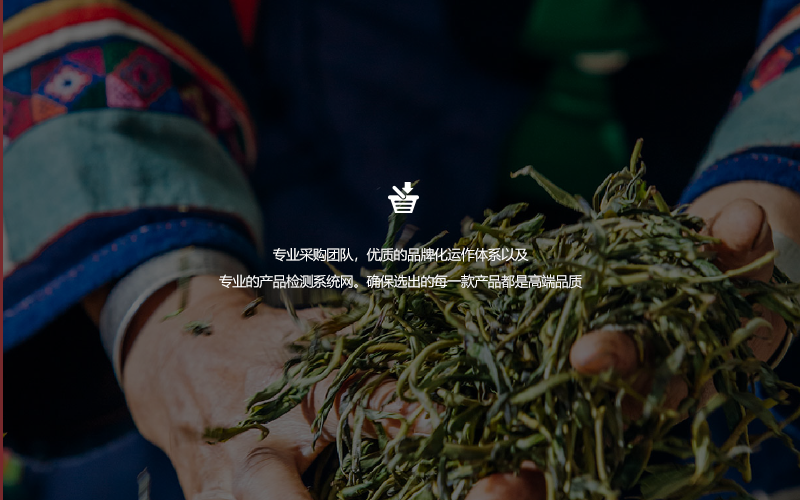 专业采购团队，优质的品牌化运作体系以及
专业的产品检测系统网。确保选出的每一款产品都是高端品质